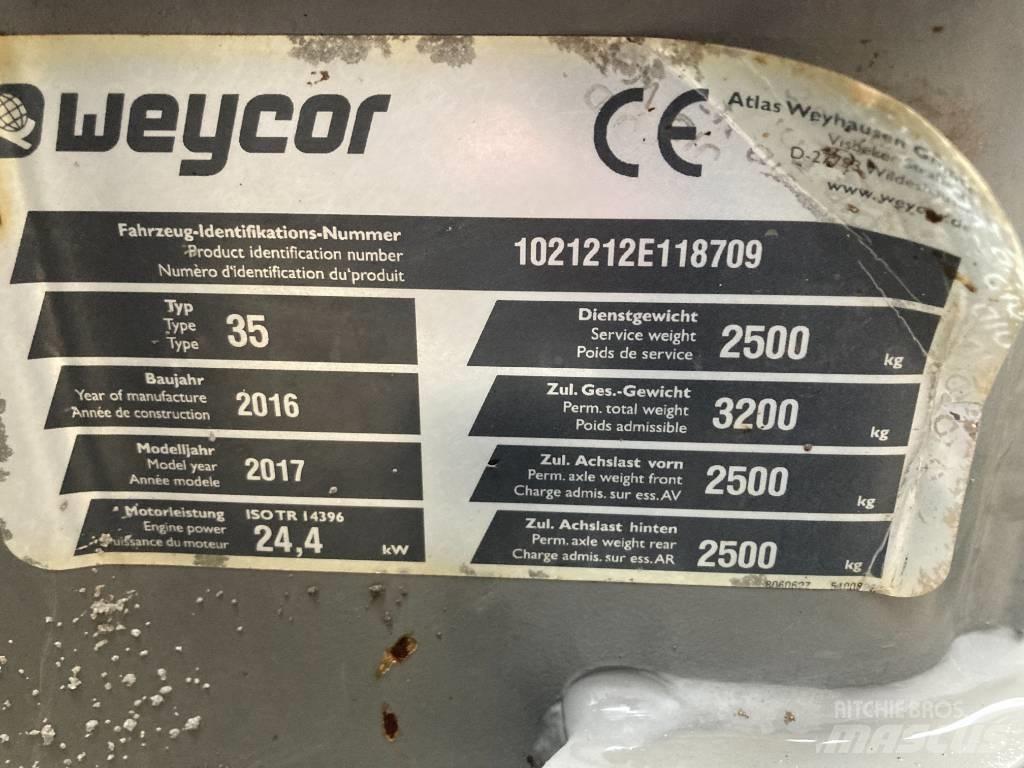 weycor
CE
Atlas Weyhausen
www.weycor.de
Fahrzeug-Identifikations-Nummer
Product identification number
Numèro d'identification du produit
1021212E118709
Typ
Type
Type
35
Baujahr
Year of manufacture
Année de construction
2016
Modelljahr
Model year
Année modele
2017
Motorleistung ISO TR 14396
Engine power
Puissance du moteur
24,4 kW
Dienstgewicht
Service weight
Poids de service
2500 kg
Zul. Ges.-Gewicht
Perm. total weight
Poids admissible
3200 kg
Zul. Achslast vorn
Perm. axle weight front
Charge admis. sur ess. AV
2500 kg
Zul. Achslast hinten
Perm. axle weight rear
Charge admis. sur ess. AR
2500 kg
RITCHIE BROS
MASCUS